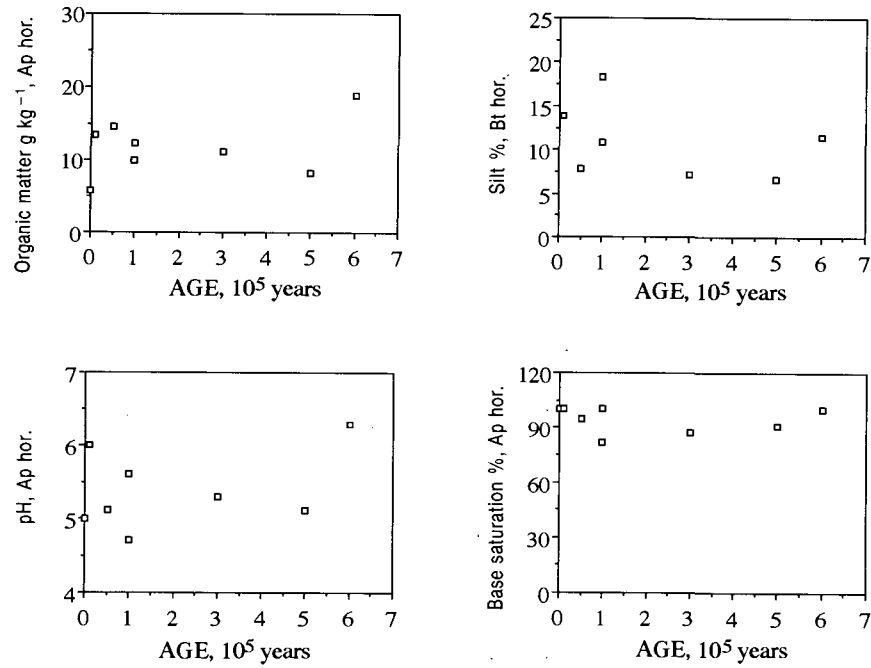 Organic matter g kg⁻¹, Ap hor.
30
20
10
0
0 1 2 3 4 5 6 7
AGE, 10⁵ years
Silt %, Bt hor.
25
20
15
10
5
0
0 1 2 3 4 5 6 7
AGE, 10⁵ years
pH, Ap hor.
7
6
5
4
0 1 2 3 4 5 6 7
AGE, 10⁵ years
Base saturation %, Ap hor.
120
90
60
30
0
0 1 2 3 4 5 6 7
AGE, 10⁵ years